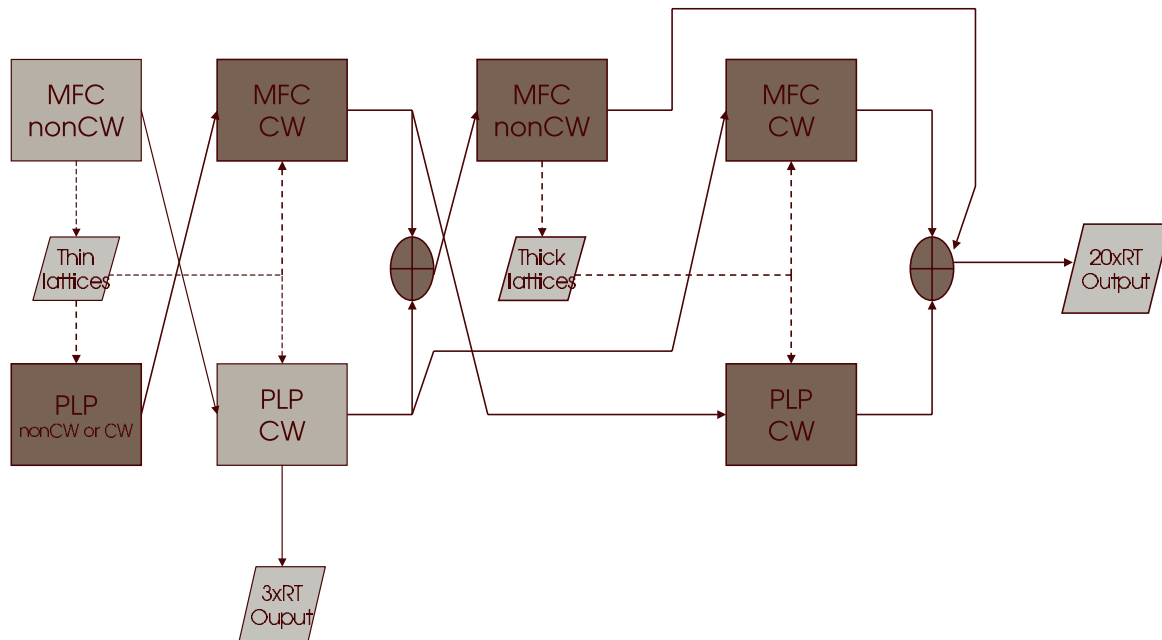 MFC
nonCW
MFC
CW
MFC
nonCW
MFC
CW
Thin
lattices
Thick
lattices
20xRT
Output
PLP
nonCW or CW
PLP
CW
PLP
CW
3xRT
Ouput